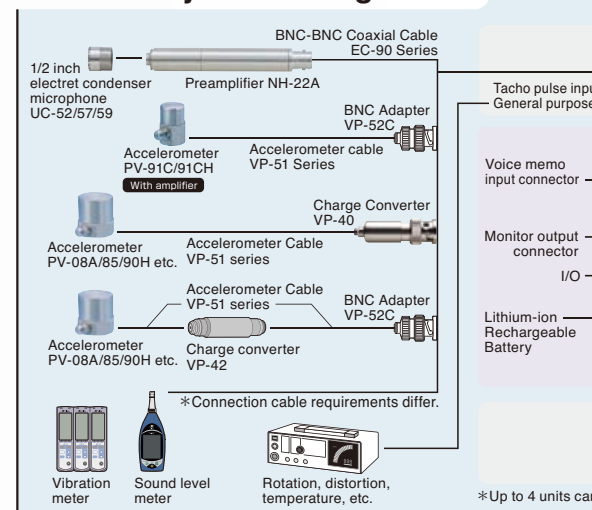 BNC-BNC Coaxial Cable
EC-90 Series
1/2 inch
electret condenser
microphone
UC-52/57/59
Preamplifier NH-22A
BNC Adapter
VP-52C
Accelerometer
PV-91C/91CH
With amplifier
Accelerometer cable
VP-51 Series
Charge Converter
VP-40
Accelerometer
PV-08A/85/90H etc.
Accelerometer Cable
VP-51 series
Accelerometer Cable
VP-51 series
BNC Adapter
VP-52C
Accelerometer
PV-08A/85/90H etc.
Charge converter
VP-42
＊Connection cable requirements differ.
Vibration
meter
Sound level
meter
Rotation, distortion,
temperature, etc.
Tacho pulse
General purpose
Voice memo
input connector
Monitor output
connector
I/O
Lithium-ion
Rechargeable
Battery
＊Up to 4 units